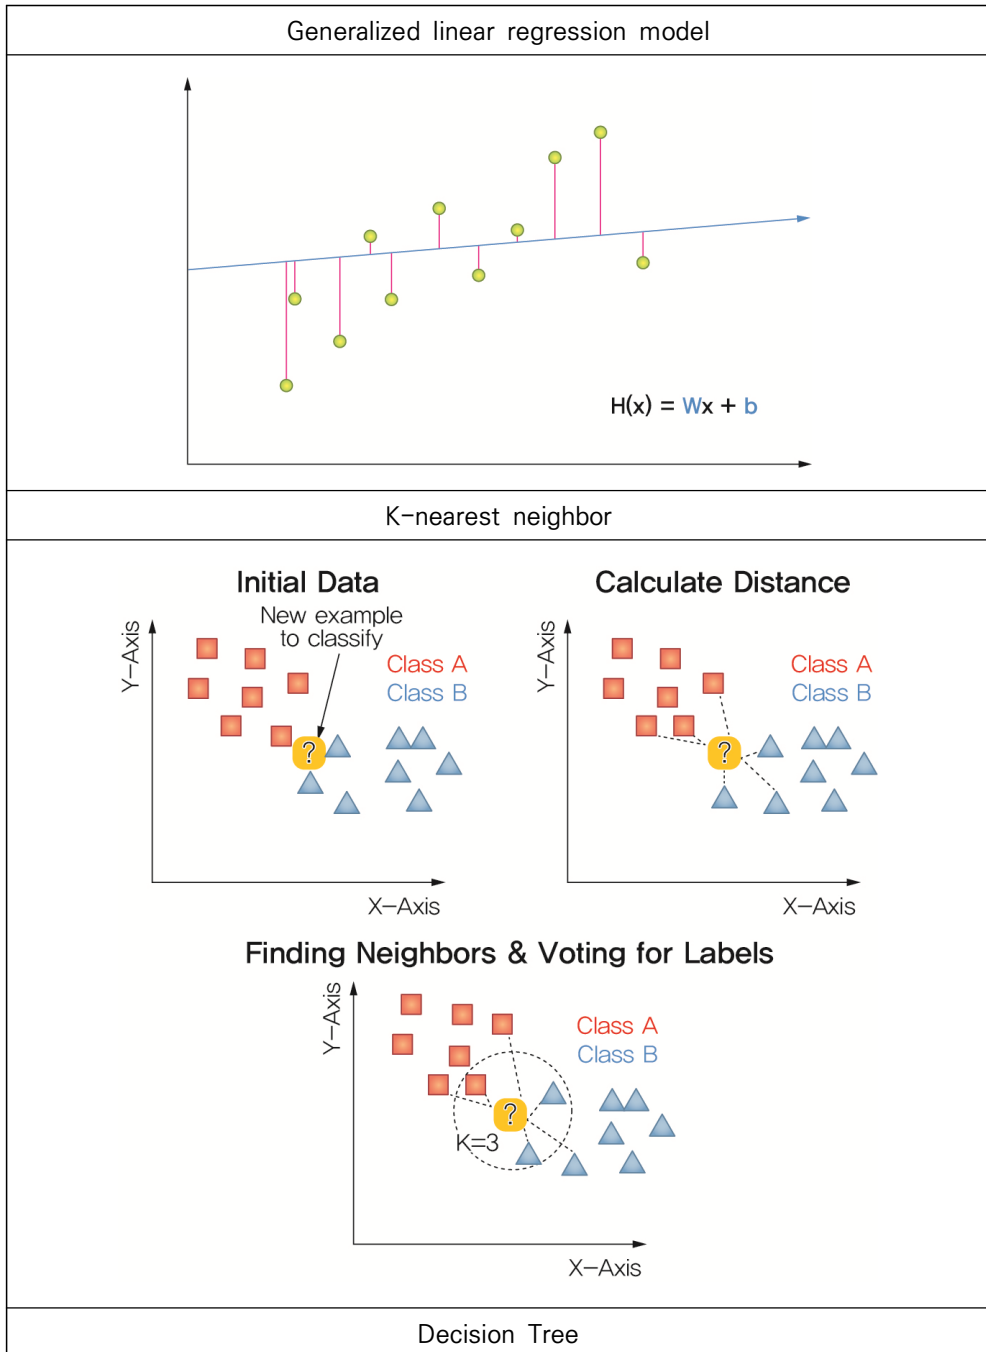 Generalized linear regression model
H(x) = Wx + b
K-nearest neighbor
Initial Data
New example
to classify
Y-Axis
Class A
Class B
?
X-Axis
Calculate Distance
Y-Axis
Class A
Class B
?
X-Axis
Finding Neighbors & Voting for Labels
Y-Axis
Class A
Class B
?
K=3
X-Axis
Decision Tree